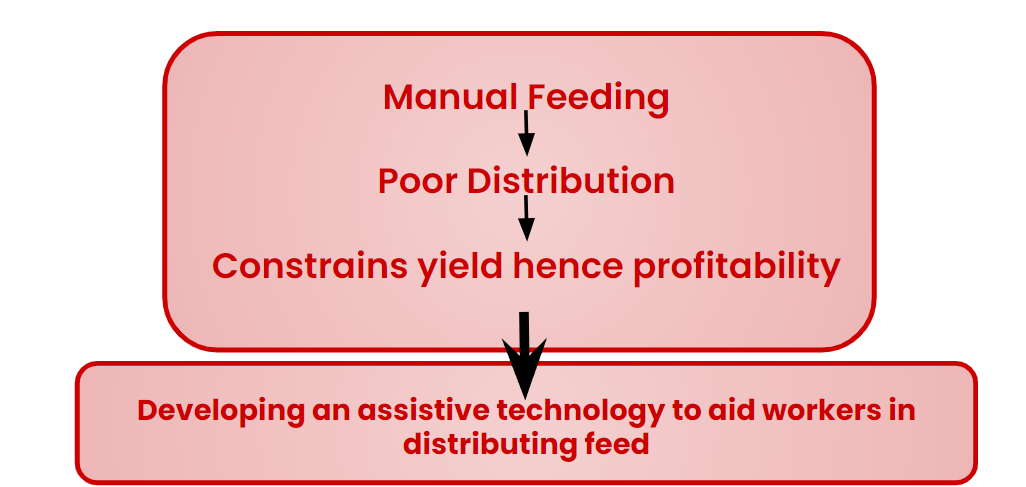 Manual Feeding
Poor Distribution
Constrains yield hence profitability
Developing an assistive technology to aid workers in
distributing feed